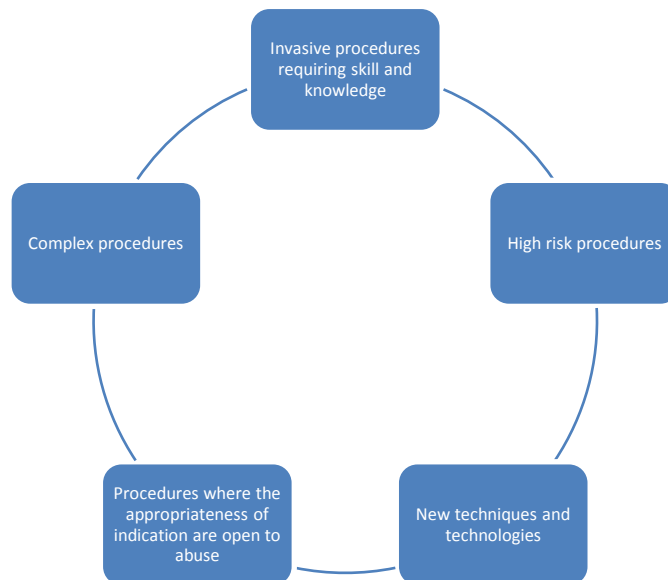 Invasive procedures
requiring skill and
knowledge
High risk procedures
New techniques and
technologies
Procedures where the
appropriateness of
indication are open to
abuse
Complex procedures